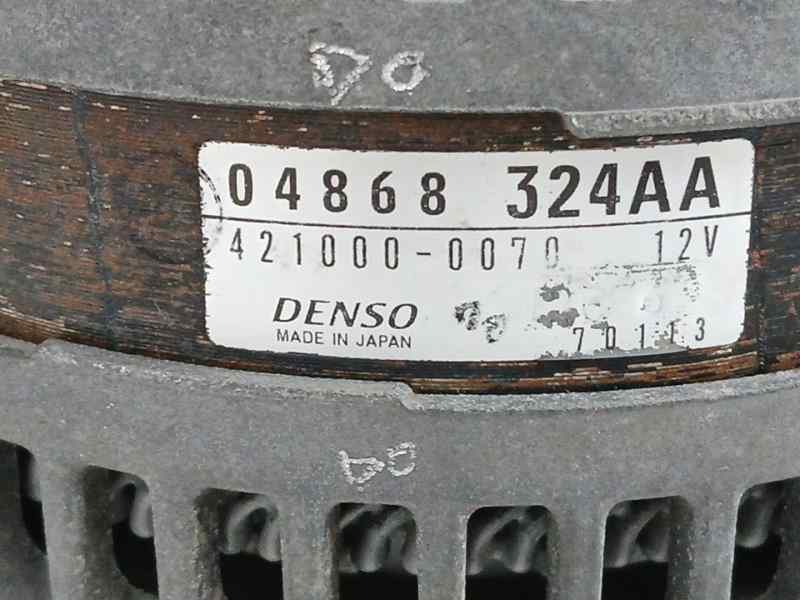 04868 324AA
421000-0070 12V
DENSO
MADE IN JAPAN
70113